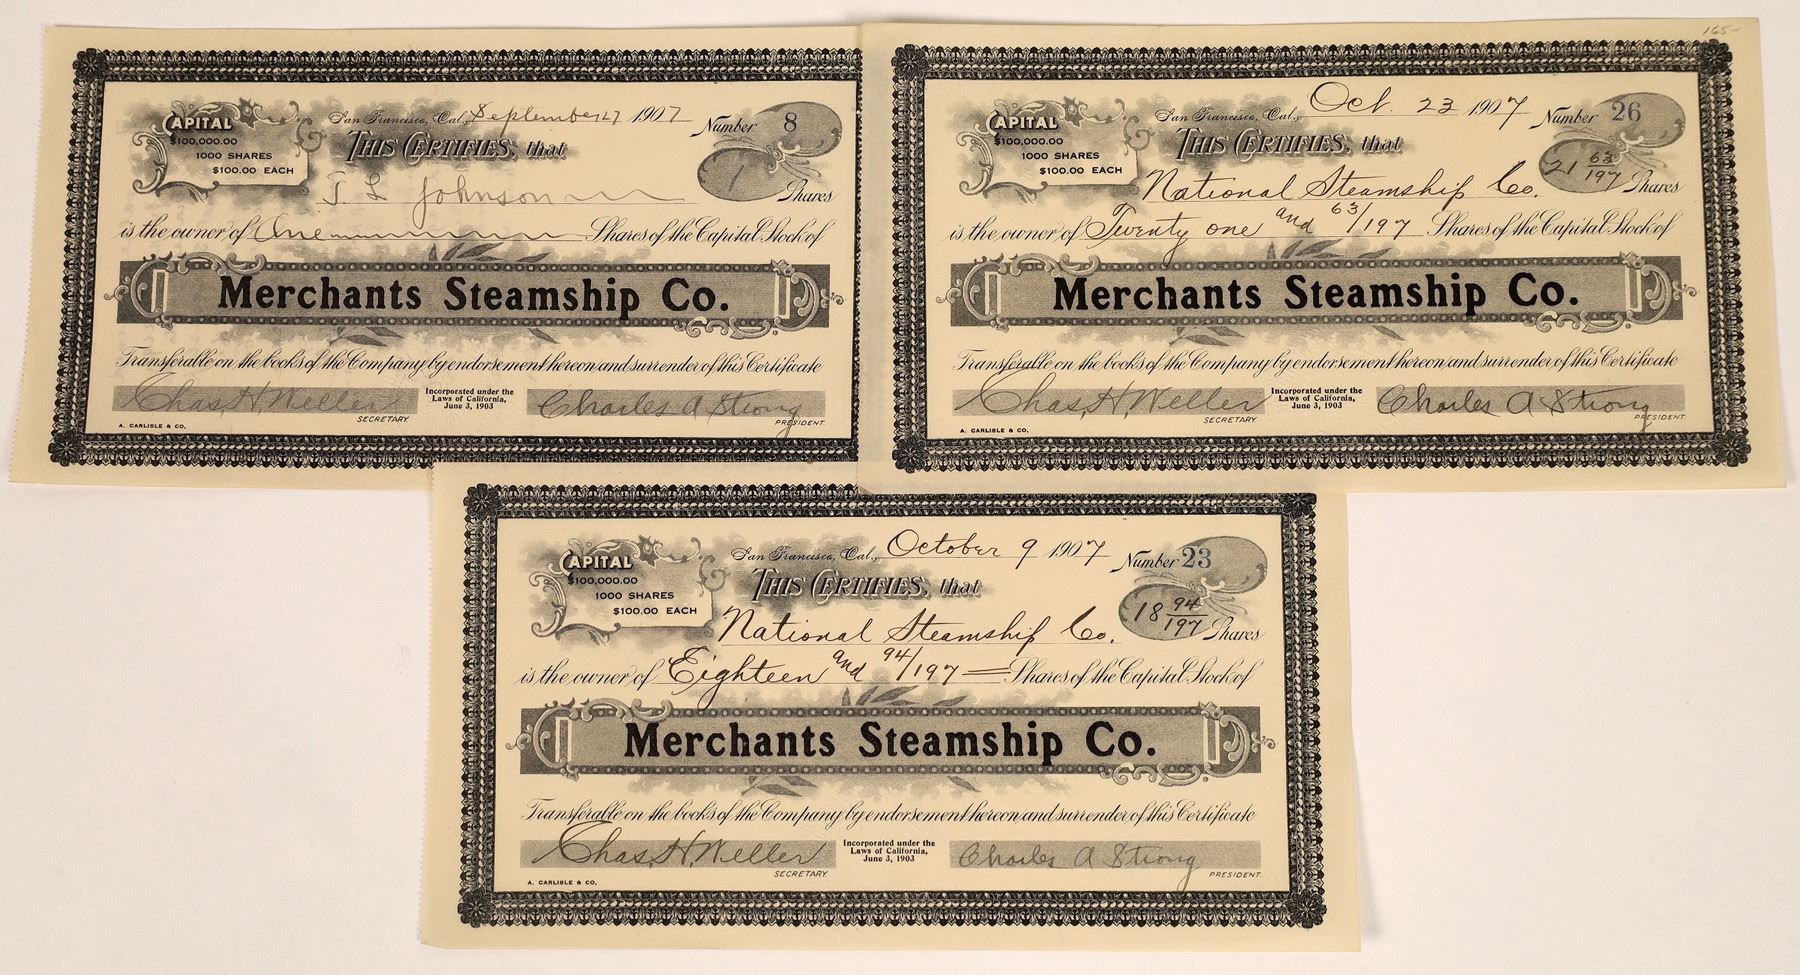 CAPITAL
$100,000.00
1000 SHARES
$100.00 EACH
San Francisco, Cal., September 27 1907
Number 8
THIS CERTIFIES, that
1 Shares
J. L Johnson
is the owner of One Shares of the Capital Stock of
Merchants Steamship Co.
Transferable on the books of the Company by endorsement hereon and surrender of this Certificate
Chas. H. Weller
SECRETARY
Incorporated under the
Laws of California,
June 3, 1903
Charles A Strong
PRESIDENT.
A. CARLISLE & CO.
165-
CAPITAL
$100,000.00
1000 SHARES
$100.00 EACH
San Francisco, Cal., Oct. 23 1907
Number 26
THIS CERTIFIES, that
21 63/197 Shares
National Steamship Co.
is the owner of Twenty one and 63/197 Shares of the Capital Stock of
Merchants Steamship Co.
Transferable on the books of the Company by endorsement hereon and surrender of this Certificate
Chas. H. Weller
SECRETARY
Incorporated under the
Laws of California,
June 3, 1903
Charles A Strong
PRESIDENT.
A. CARLISLE & CO.
CAPITAL
$100,000.00
1000 SHARES
$100.00 EACH
San Francisco, Cal., October 9 1907
Number 23
THIS CERTIFIES, that
18 94/197 Shares
National Steamship Co.
is the owner of Eighteen and 94/197 Shares of the Capital Stock of
Merchants Steamship Co.
Transferable on the books of the Company by endorsement hereon and surrender of this Certificate
Chas. H. Weller
SECRETARY
Incorporated under the
Laws of California,
June 3, 1903
Charles A Strong
PRESIDENT.
A. CARLISLE & CO.